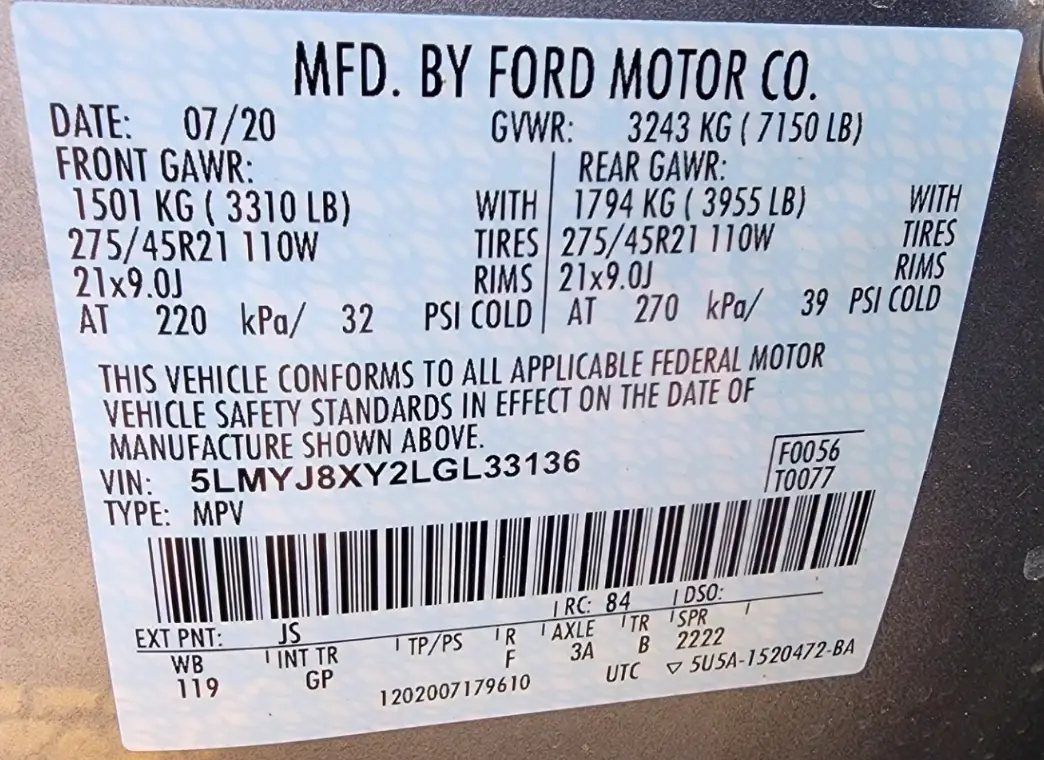 MFD. BY FORD MOTOR CO.
DATE: 07/20 GVWR: 3243 KG ( 7150 LB)
FRONT GAWR: REAR GAWR:
1501 KG ( 3310 LB) WITH 1794 KG ( 3955 LB) WITH
275/45R21 110W TIRES 275/45R21 110W TIRES
21x9.0J RIMS 21x9.0J RIMS
AT 220 kPa/ 32 PSI COLD AT 270 kPa/ 39 PSI COLD
THIS VEHICLE CONFORMS TO ALL APPLICABLE FEDERAL MOTOR
VEHICLE SAFETY STANDARDS IN EFFECT ON THE DATE OF
MANUFACTURE SHOWN ABOVE.
VIN: 5LMYJ8XY2LGL33136 F0056
TYPE: MPV T0077
EXT PNT: JS RC: 84 DSO:
WB INT TR TP/PS R AXLE TR SPR
119 GP F 3A B 2222
1202007179610 UTC ▽ 5U5A-1520472-BA